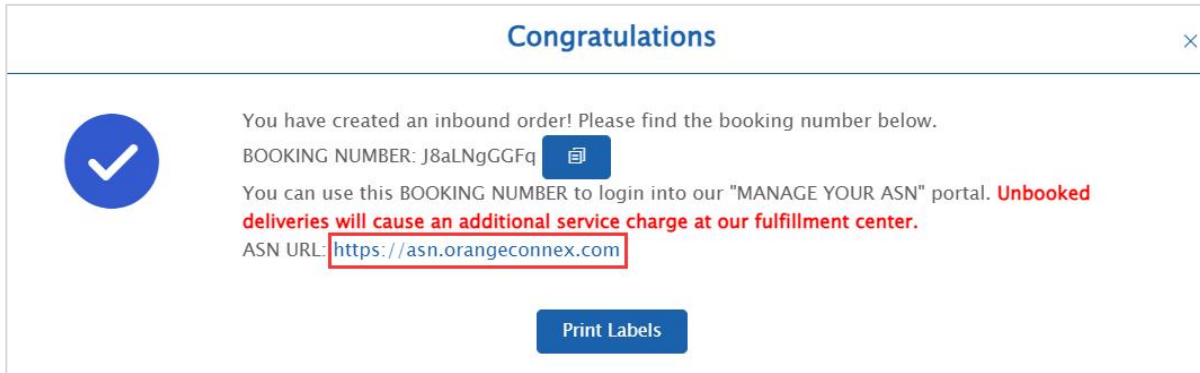 Congratulations
You have created an inbound order! Please find the booking number below.
BOOKING NUMBER: J8aLNgGGFq
You can use this BOOKING NUMBER to login into our "MANAGE YOUR ASN" portal. Unbooked
deliveries will cause an additional service charge at our fulfillment center.
ASN URL: https://asn.orangeconnex.com
Print Labels